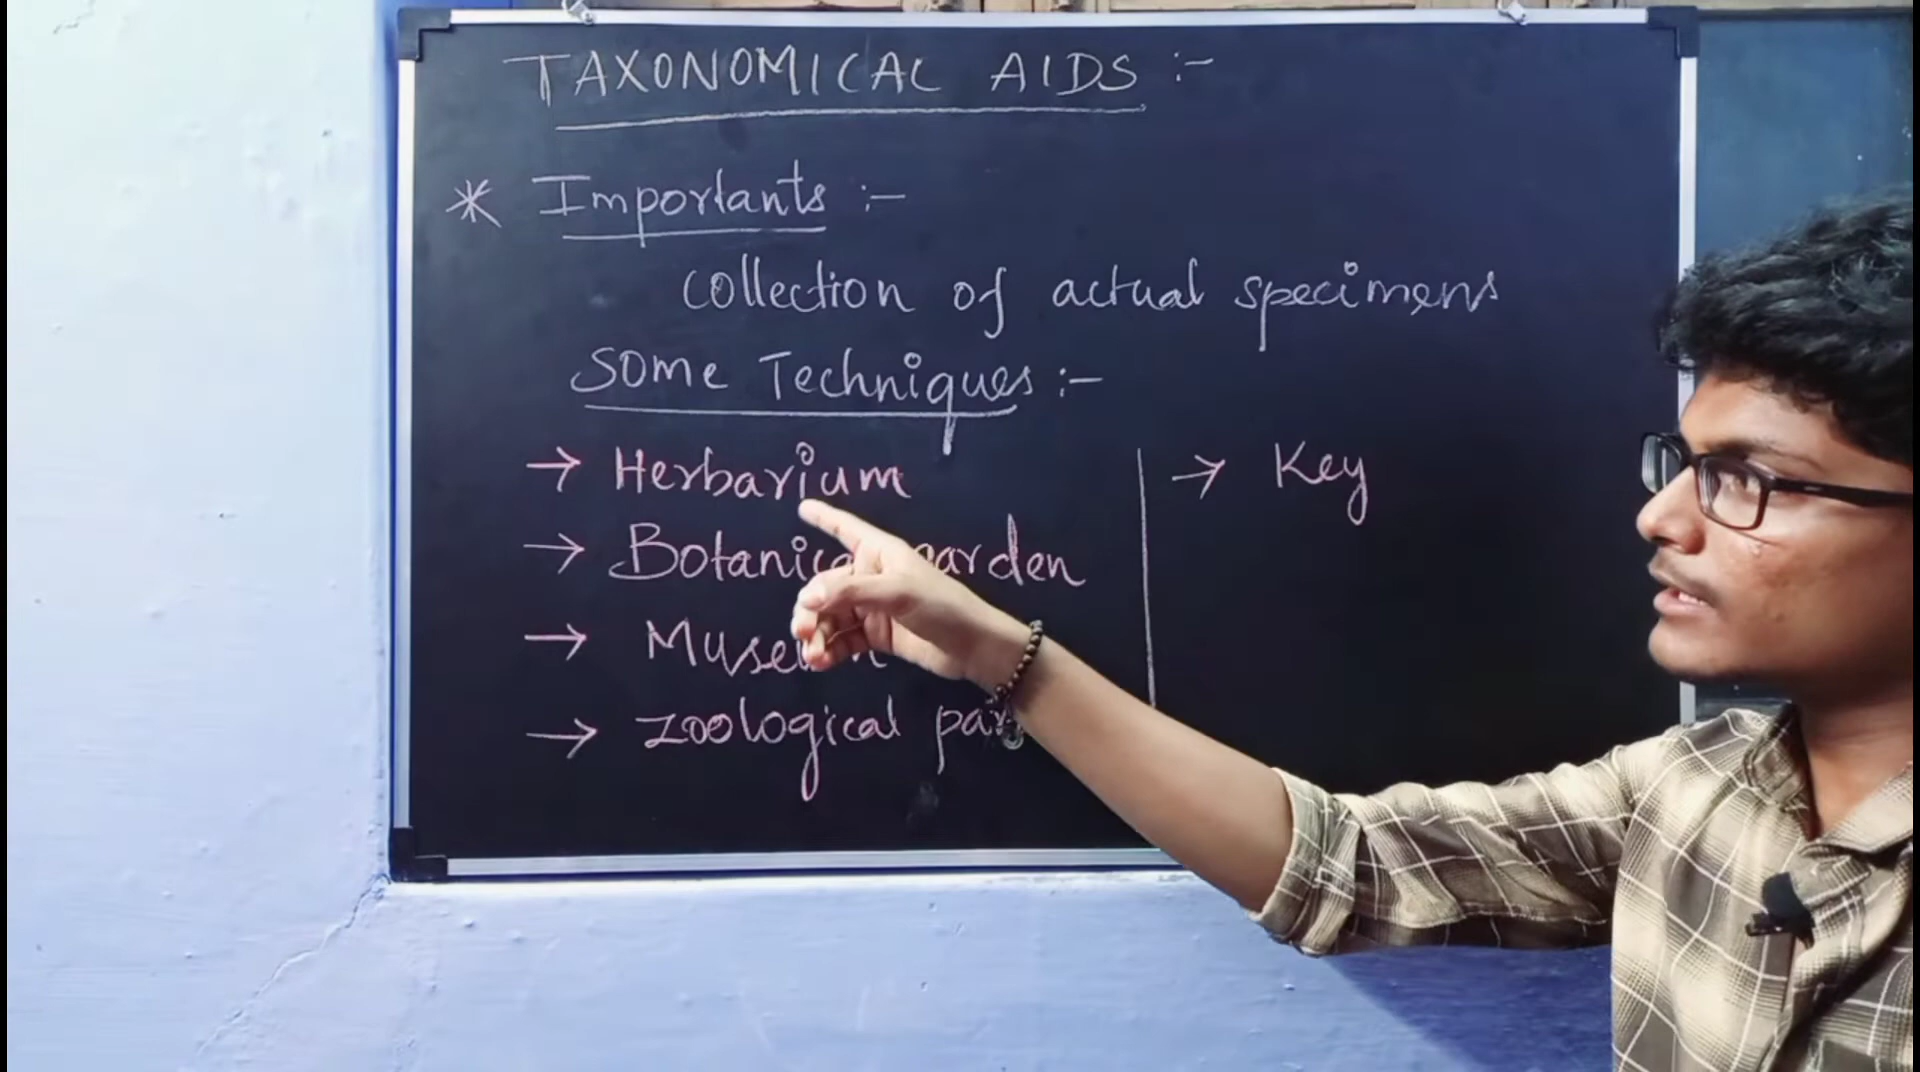 TAXONOMICAL AIDS :-
* Importants :-
collection of actual specimens
Some Techniques :-
→ Herbarium
→ Botanical garden
→ Museum
→ Zoological park
→ Key